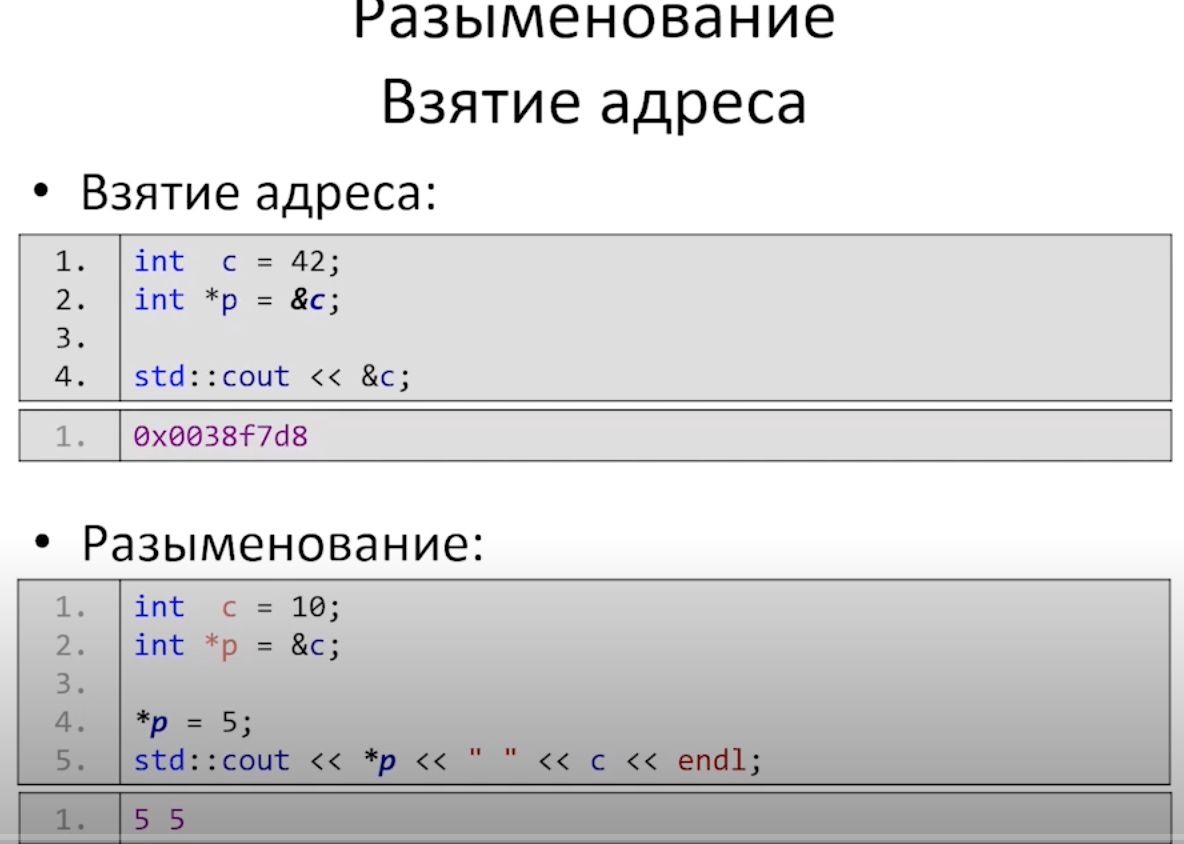 Разыменование
Взятие адреса
• Взятие адреса:
1. int  c = 42;
2. int *p = &c;
3.
4. std::cout << &c;
1. 0x0038f7d8
• Разыменование:
1. int  c = 10;
2. int *p = &c;
3.
4. *p = 5;
5. std::cout << *p << " " << c << endl;
1. 5 5